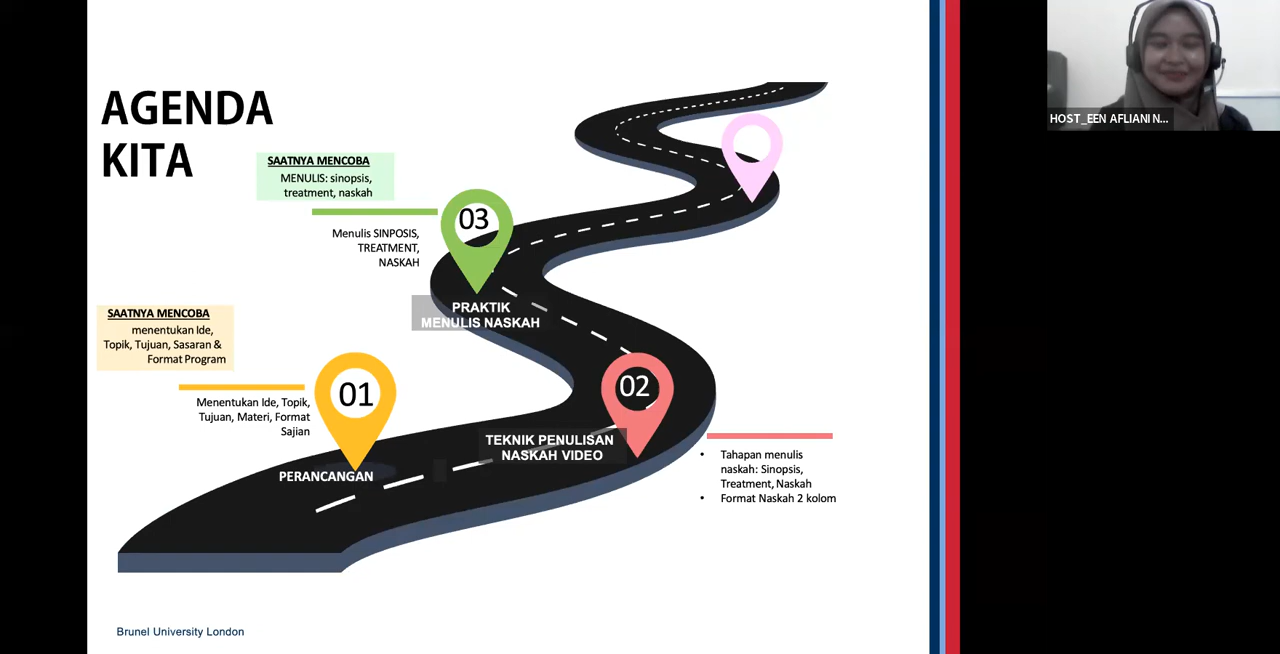 AGENDA
KITA
SAATNYA MENCOBA
MENULIS: sinopsis,
treatment, naskah
03
Menulis SINPOSIS,
TREATMENT,
NASKAH
PRAKTIK
MENULIS NASKAH
SAATNYA MENCOBA
menentukan Ide,
Topik, Tujuan, Sasaran &
Format Program
01
Menentukan Ide, Topik,
Tujuan, Materi, Format
Sajian
PERANCANGAN
02
TEKNIK PENULISAN
NASKAH VIDEO
• Tahapan menulis
naskah: Sinopsis,
Treatment, Naskah
• Format Naskah 2 kolom
Brunel University London
HOST_EEN AFLIANI N...